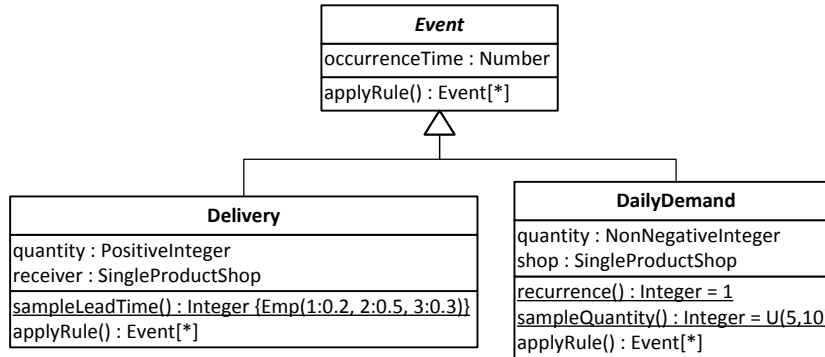 Event
occurrenceTime : Number
applyRule() : Event[*]
Delivery
quantity : PositiveInteger
receiver : SingleProductShop
sampleLeadTime() : Integer {Emp(1:0.2, 2:0.5, 3:0.3)}
applyRule() : Event[*]
DailyDemand
quantity : NonNegativeInteger
shop : SingleProductShop
recurrence() : Integer = 1
sampleQuantity() : Integer = U(5,10
applyRule() : Event[*]